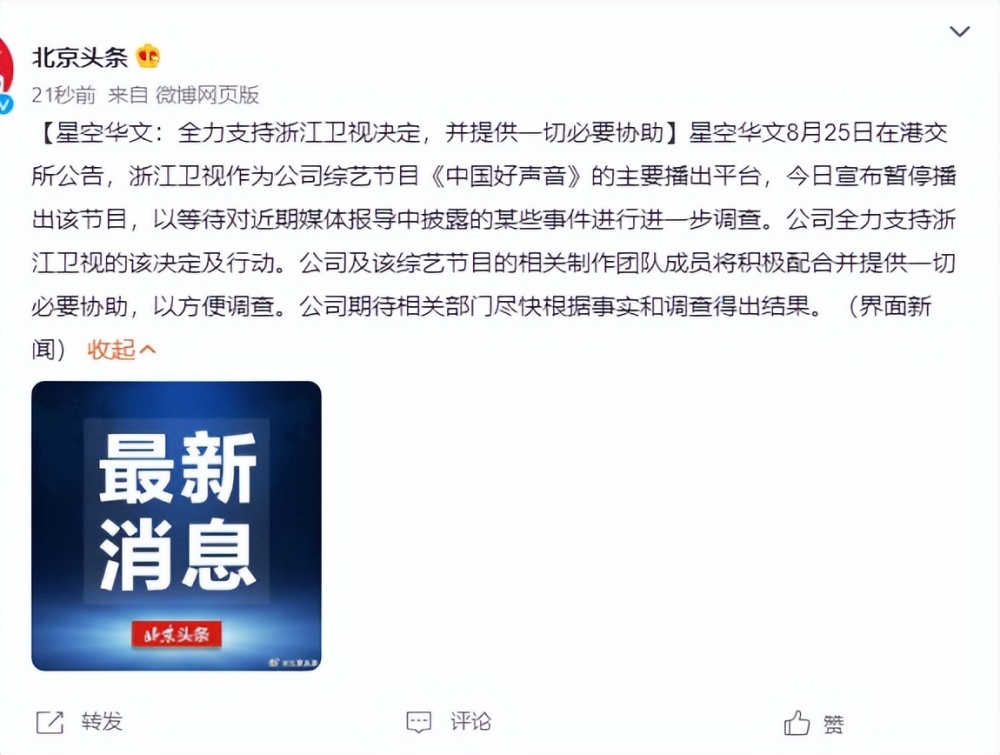 北京头条
21秒前 来自 微博网页版
【星空华文：全力支持浙江卫视决定，并提供一切必要协助】星空华文8月25日在港交
所公告，浙江卫视作为公司综艺节目《中国好声音》的主要播出平台，今日宣布暂停播
出该节目，以等待对近期媒体报导中披露的某些事件进行进一步调查。公司全力支持浙
江卫视的该决定及行动。公司及该综艺节目的相关制作团队成员将积极配合并提供一切
必要协助，以方便调查。公司期待相关部门尽快根据事实和调查得出结果。（界面新
闻） 收起
最新
消息
北京头条
转发
评论
赞